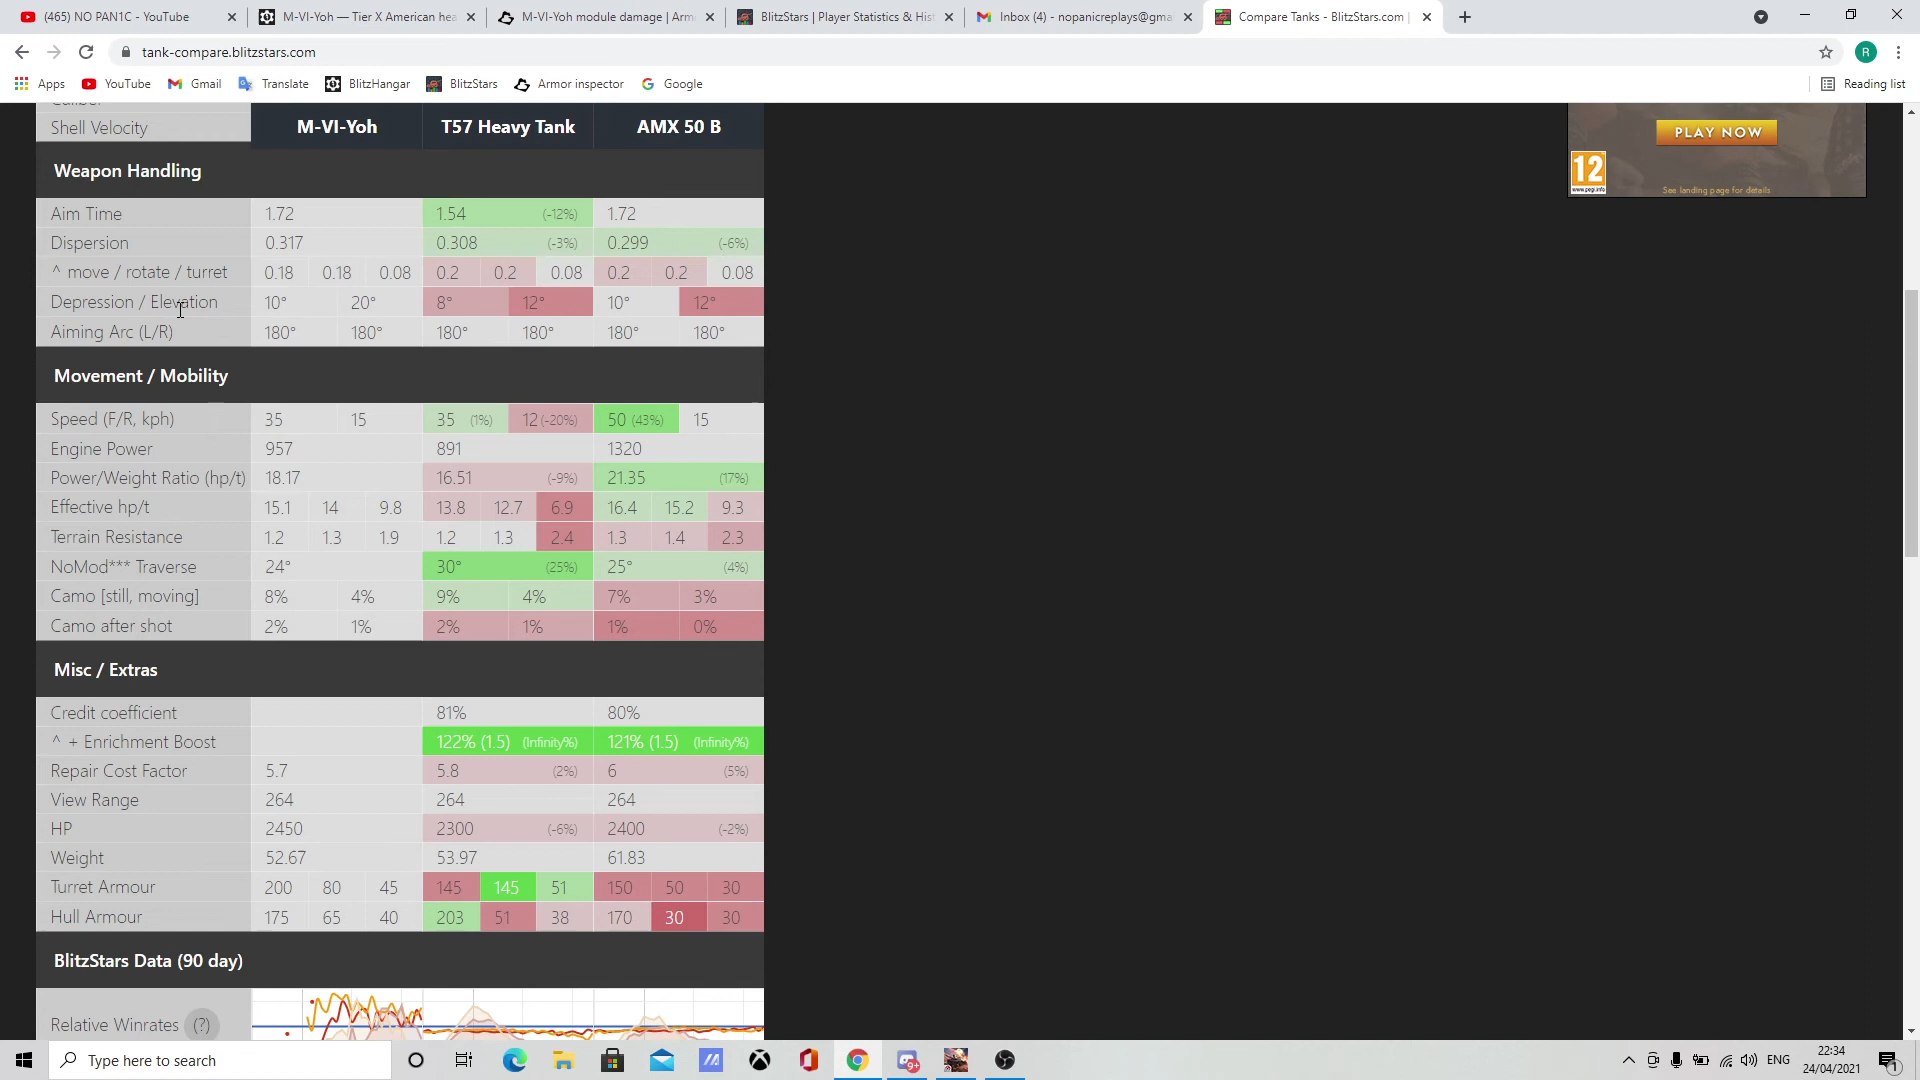 (465) NO PAN1C - YouTube
M-VI-Yoh — Tier X American hea
M-VI-Yoh module damage | Arm
BlitzStars | Player Statistics & His
Inbox (4) - nopanicreplays@gma
Compare Tanks - BlitzStars.com |
tank-compare.blitzstars.com
R
Apps YouTube Gmail Translate BlitzHangar BlitzStars Armor inspector Google Reading list
Caliber
Shell Velocity M-VI-Yoh T57 Heavy Tank AMX 50 B
Weapon Handling
Aim Time 1.72 1.54 (-12%) 1.72
Dispersion 0.317 0.308 (-3%) 0.299 (-6%)
^ move / rotate / turret 0.18 0.18 0.08 0.2 0.2 0.08 0.2 0.2 0.08
Depression / Elevation 10° 20° 8° 12° 10° 12°
Aiming Arc (L/R) 180° 180° 180° 180° 180° 180°
Movement / Mobility
Speed (F/R, kph) 35 15 35 (1%) 12 (-20%) 50 (43%) 15
Engine Power 957 891 1320
Power/Weight Ratio (hp/t) 18.17 16.51 (-9%) 21.35 (17%)
Effective hp/t 15.1 14 9.8 13.8 12.7 6.9 16.4 15.2 9.3
Terrain Resistance 1.2 1.3 1.9 1.2 1.3 2.4 1.3 1.4 2.3
NoMod*** Traverse 24° 30° (25%) 25° (4%)
Camo [still, moving] 8% 4% 9% 4% 7% 3%
Camo after shot 2% 1% 2% 1% 1% 0%
Misc / Extras
Credit coefficient 81% 80%
^ + Enrichment Boost 122% (1.5) (Infinity%) 121% (1.5) (Infinity%)
Repair Cost Factor 5.7 5.8 (2%) 6 (5%)
View Range 264 264 264
HP 2450 2300 (-6%) 2400 (-2%)
Weight 52.67 53.97 61.83
Turret Armour 200 80 45 145 145 51 150 50 30
Hull Armour 175 65 40 203 51 38 170 30 30
BlitzStars Data (90 day)
Relative Winrates (?)
PLAY NOW
12
www.pegi.info
See landing page for details
Type here to search
9+
ENG
22:34
24/04/2021
1